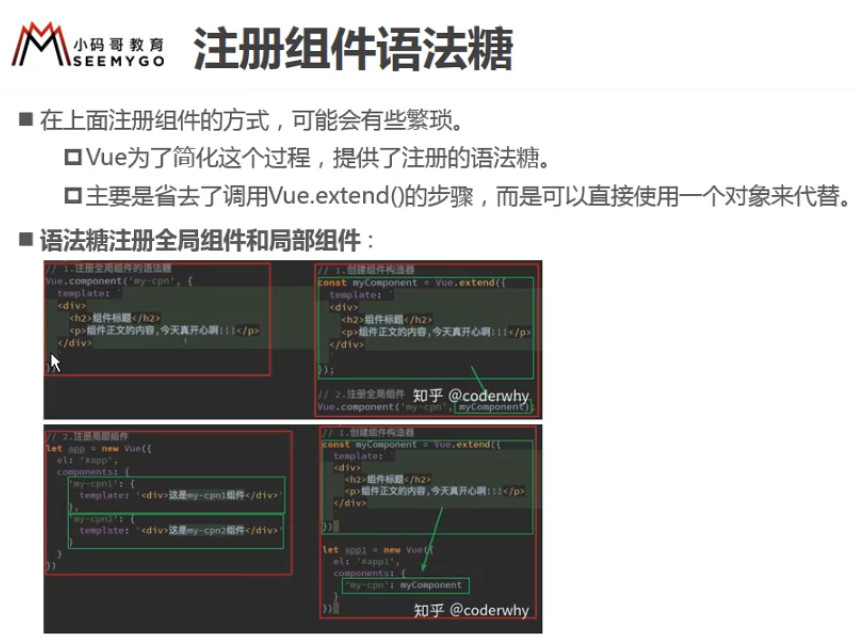 小码哥教育
SEEMYGO
注册组件语法糖
在上面注册组件的方式，可能会有些繁琐。
Vue为了简化这个过程，提供了注册的语法糖。
主要是省去了调用Vue.extend()的步骤，而是可以直接使用一个对象来代替。
语法糖注册全局组件和局部组件：
// 1.注册全局组件的语法糖
Vue.component('my-cpn', {
template: `
<div>
<h2>组件标题</h2>
<p>组件正文的内容,今天真开心啊!!!</p>
</div>
`
})
// 1.创建组件构造器
const myComponent = Vue.extend({
template: `
<div>
<h2>组件标题</h2>
<p>组件正文的内容,今天真开心啊!!!</p>
</div>
`
});
// 2.注册全局组件
知乎 @coderwhy
Vue.component('my-cpn', myComponent);
// 2.注册局部组件
let app = new Vue({
el: '#app',
components: {
'my-cpn1': {
template: '<div>这是my-cpn1组件</div>'
},
'my-cpn2': {
template: '<div>这是my-cpn2组件</div>'
}
}
})
// 1.创建组件构造器
const myComponent = Vue.extend({
template: `
<div>
<h2>组件标题</h2>
<p>组件正文的内容,今天真开心啊!!!</p>
</div>
`
})
let app1 = new Vue({
el: '#app1',
components: {
'my-cpn': myComponent
}
})
知乎 @coderwhy